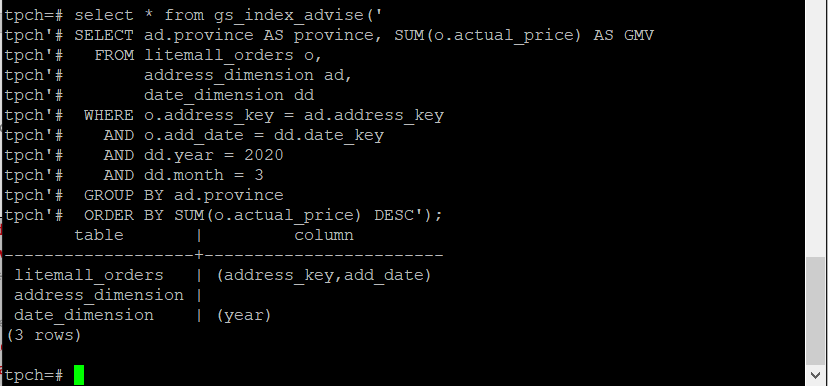 tpch=# select * from gs_index_advise('
tpch'# SELECT ad.province AS province, SUM(o.actual_price) AS GMV
tpch'#   FROM litemall_orders o,
tpch'#        address_dimension ad,
tpch'#        date_dimension dd
tpch'#  WHERE o.address_key = ad.address_key
tpch'#    AND o.add_date = dd.date_key
tpch'#    AND dd.year = 2020
tpch'#    AND dd.month = 3
tpch'#  GROUP BY ad.province
tpch'#  ORDER BY SUM(o.actual_price) DESC');
       table       |         column
-------------------+------------------------
 litemall_orders   | (address_key,add_date)
 address_dimension |
 date_dimension    | (year)
(3 rows)
tpch=#